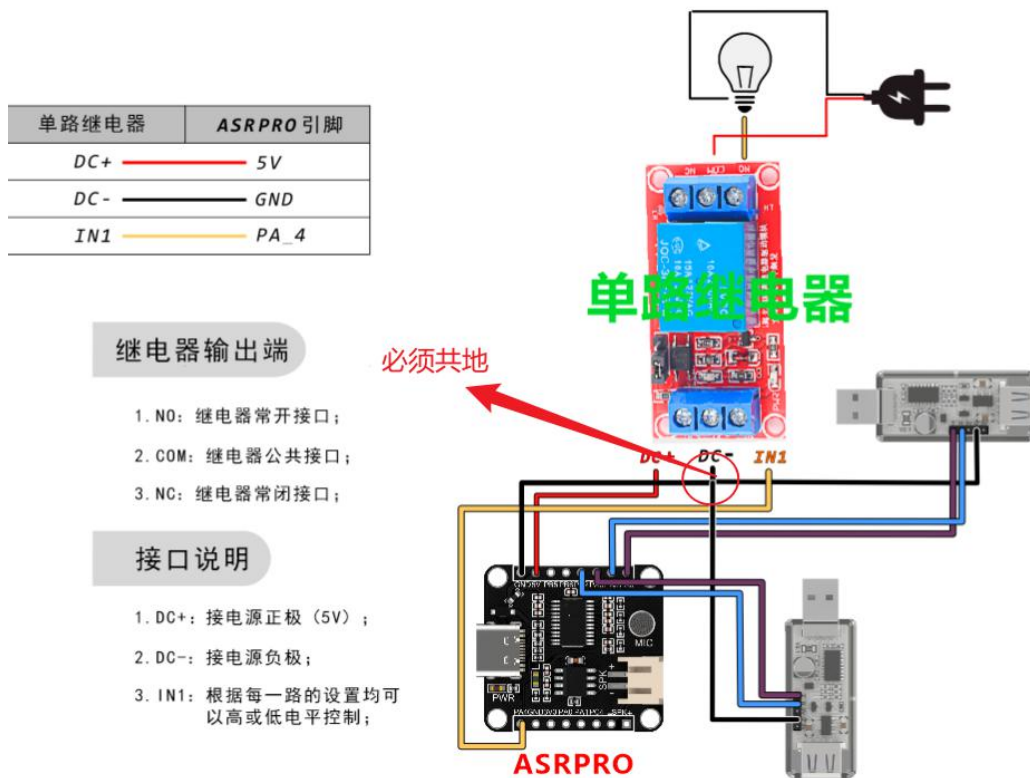 单路继电器 ASRPRO引脚
DC+ 5V
DC- GND
IN1 PA_4
继电器输出端
1. NO: 继电器常开接口;
2. COM: 继电器公共接口;
3. NC: 继电器常闭接口;
接口说明
1. DC+: 接电源正极 (5V);
2. DC-: 接电源负极;
3. IN1: 根据每一路的设置均可
以高或低电平控制;
NC COM NO
单路继电器
必须共地
DC+ DC- IN1
MIC
SPK
PWR
ASRPRO